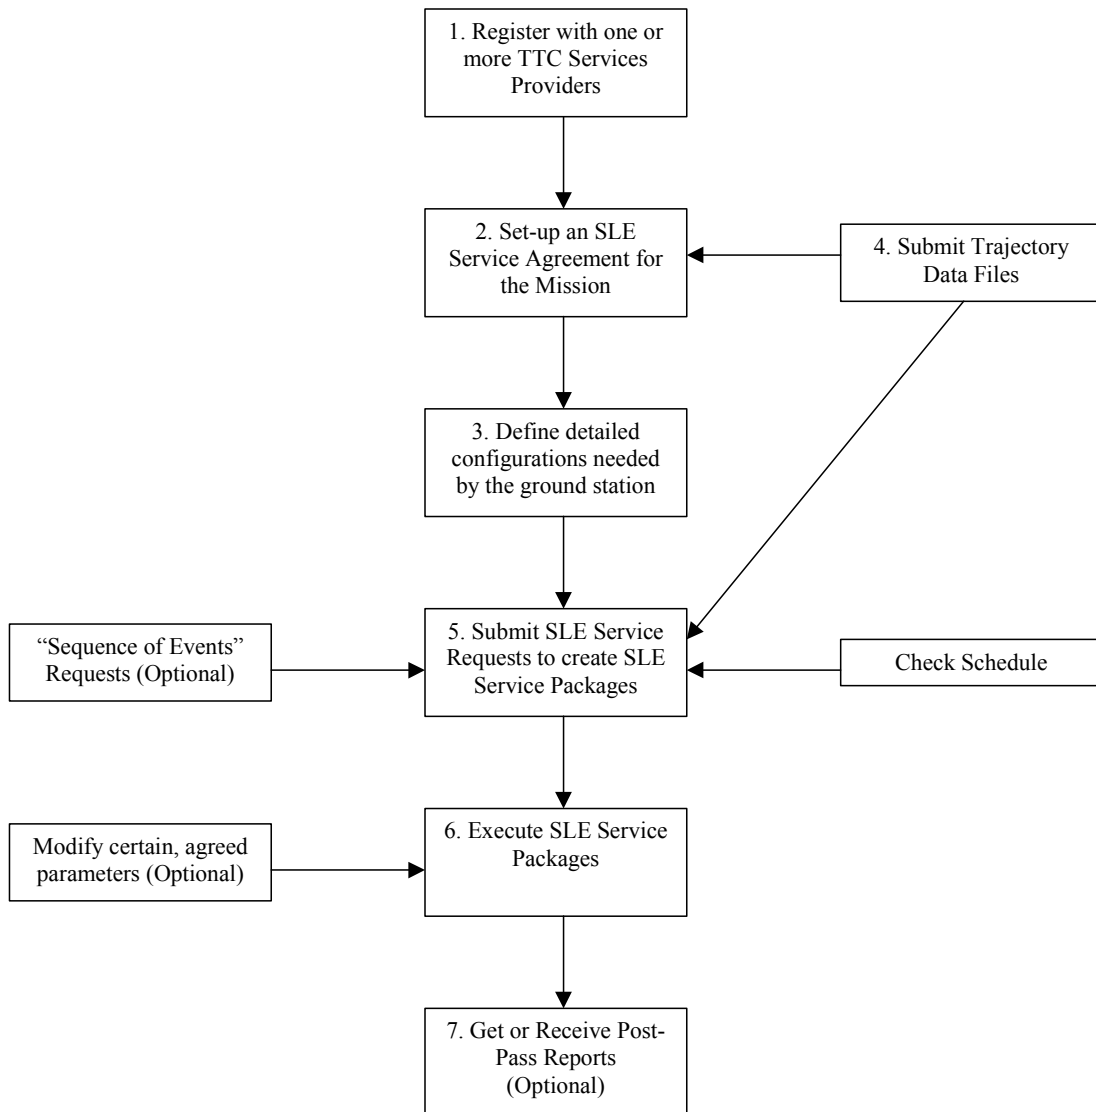 1. Register with one or
more TTC Services
Providers
2. Set-up an SLE
Service Agreement for
the Mission
4. Submit Trajectory
Data Files
3. Define detailed
configurations needed
by the ground station
“Sequence of Events”
Requests (Optional)
5. Submit SLE Service
Requests to create SLE
Service Packages
Check Schedule
Modify certain, agreed
parameters (Optional)
6. Execute SLE Service
Packages
7. Get or Receive Post-
Pass Reports
(Optional)